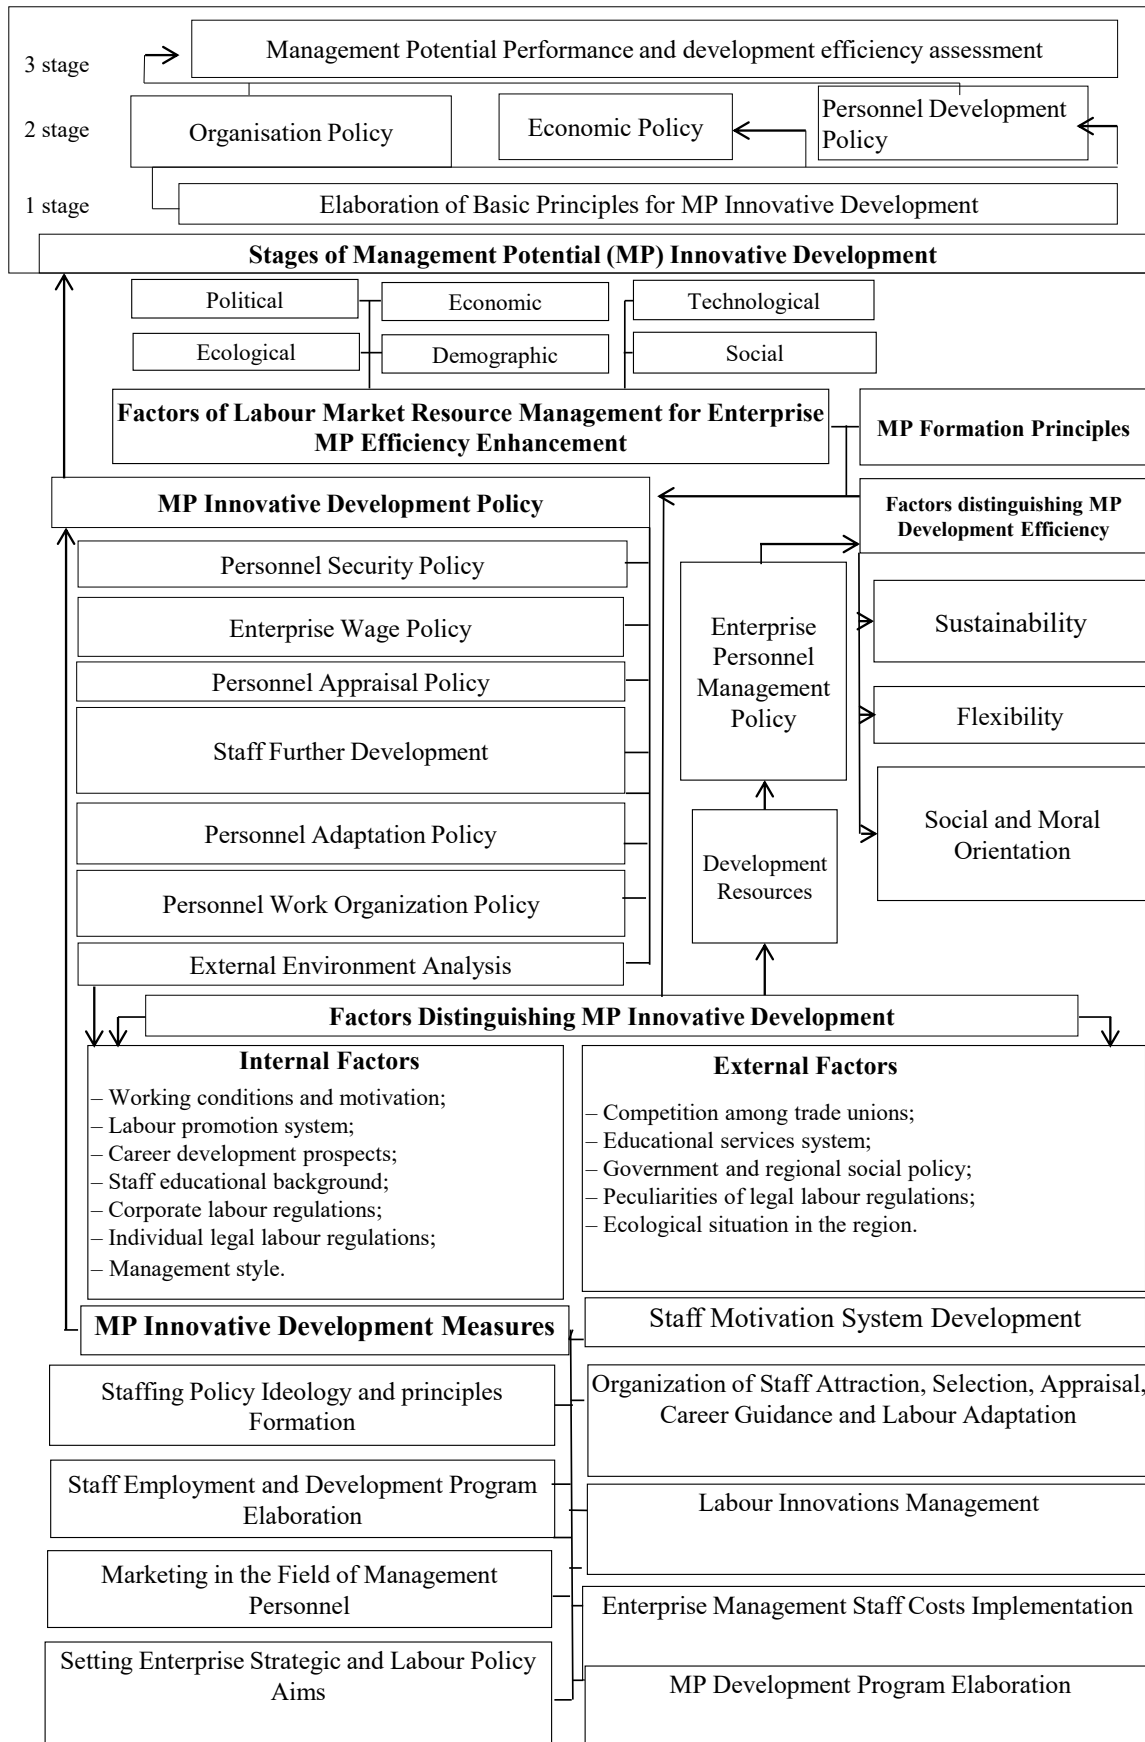 3 stage
Management Potential Performance and development efficiency assessment
2 stage
Organisation Policy
Economic Policy
Personnel Development
Policy
1 stage
Elaboration of Basic Principles for MP Innovative Development
Stages of Management Potential (MP) Innovative Development
Political
Economic
Technological
Ecological
Demographic
Social
Factors of Labour Market Resource Management for Enterprise
MP Efficiency Enhancement
MP Formation Principles
MP Innovative Development Policy
Factors distinguishing MP
Development Efficiency
Personnel Security Policy
Enterprise Wage Policy
Personnel Appraisal Policy
Staff Further Development
Personnel Adaptation Policy
Personnel Work Organization Policy
External Environment Analysis
Enterprise
Personnel
Management
Policy
Development
Resources
Sustainability
Flexibility
Social and Moral
Orientation
Factors Distinguishing MP Innovative Development
Internal Factors
– Working conditions and motivation;
– Labour promotion system;
– Career development prospects;
– Staff educational background;
– Corporate labour regulations;
– Individual legal labour regulations;
– Management style.
External Factors
– Competition among trade unions;
– Educational services system;
– Government and regional social policy;
– Peculiarities of legal labour regulations;
– Ecological situation in the region.
MP Innovative Development Measures
Staffing Policy Ideology and principles
Formation
Staff Employment and Development Program
Elaboration
Marketing in the Field of Management
Personnel
Setting Enterprise Strategic and Labour Policy
Aims
Staff Motivation System Development
Organization of Staff Attraction, Selection, Appraisal,
Career Guidance and Labour Adaptation
Labour Innovations Management
Enterprise Management Staff Costs Implementation
MP Development Program Elaboration